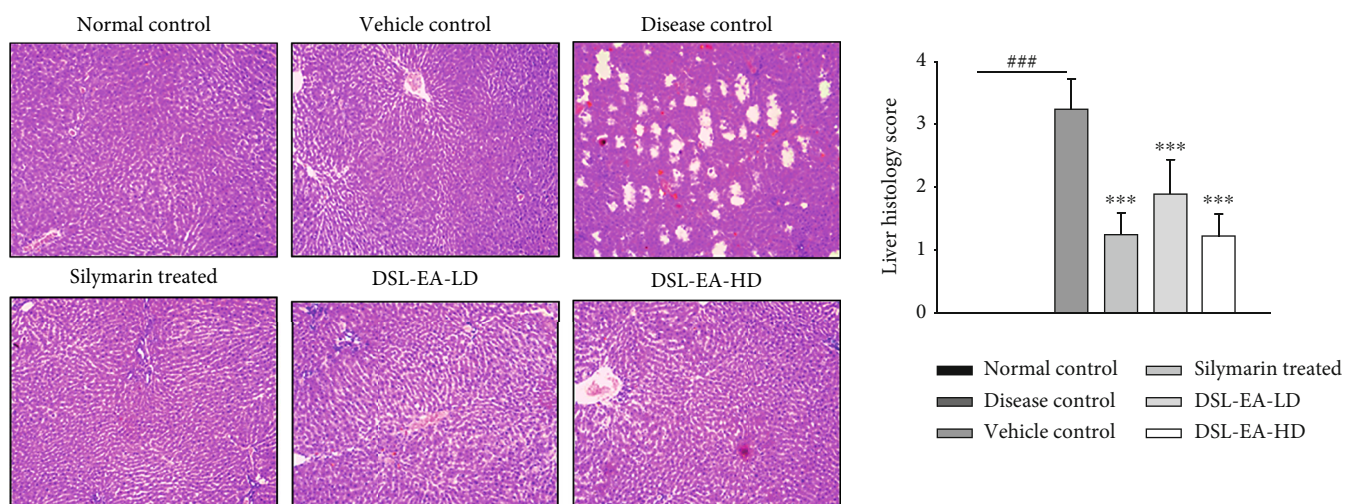 Normal control
Vehicle control
Disease control
Silymarin treated
DSL-EA-LD
DSL-EA-HD
Liver histology score
4
3
2
1
0
###
***
***
***
Normal control
Disease control
Vehicle control
Silymarin treated
DSL-EA-LD
DSL-EA-HD